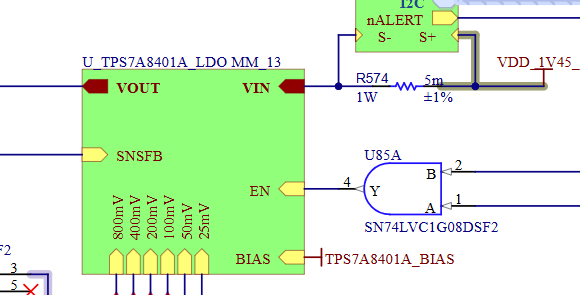 I2C
nALERT
S-
S+
U_TPS7A8401A_LDO MM_13
VDD_1V45_
VOUT
VIN
R574
5m
1W
±1%
SNSFB
U85A
B
2
EN
4
Y
A
1
SN74LVC1G08DSF2
800mV
400mV
200mV
100mV
50mV
25mV
BIAS
TPS7A8401A_BIAS
F2
3
5